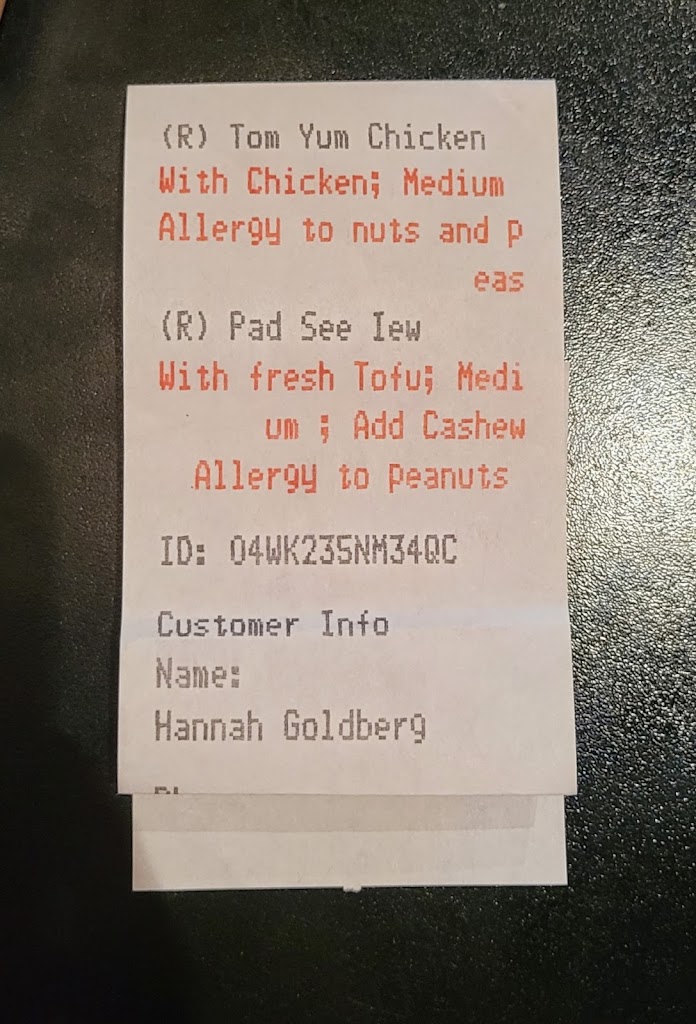 (R) Tom Yum Chicken
With Chicken; Medium
Allergy to nuts and p
eas
(R) Pad See Iew
With fresh Tofu; Medi
um ; Add Cashew
Allergy to peanuts
ID: 04WK235NM34QC
Customer Info
Name:
Hannah Goldberg